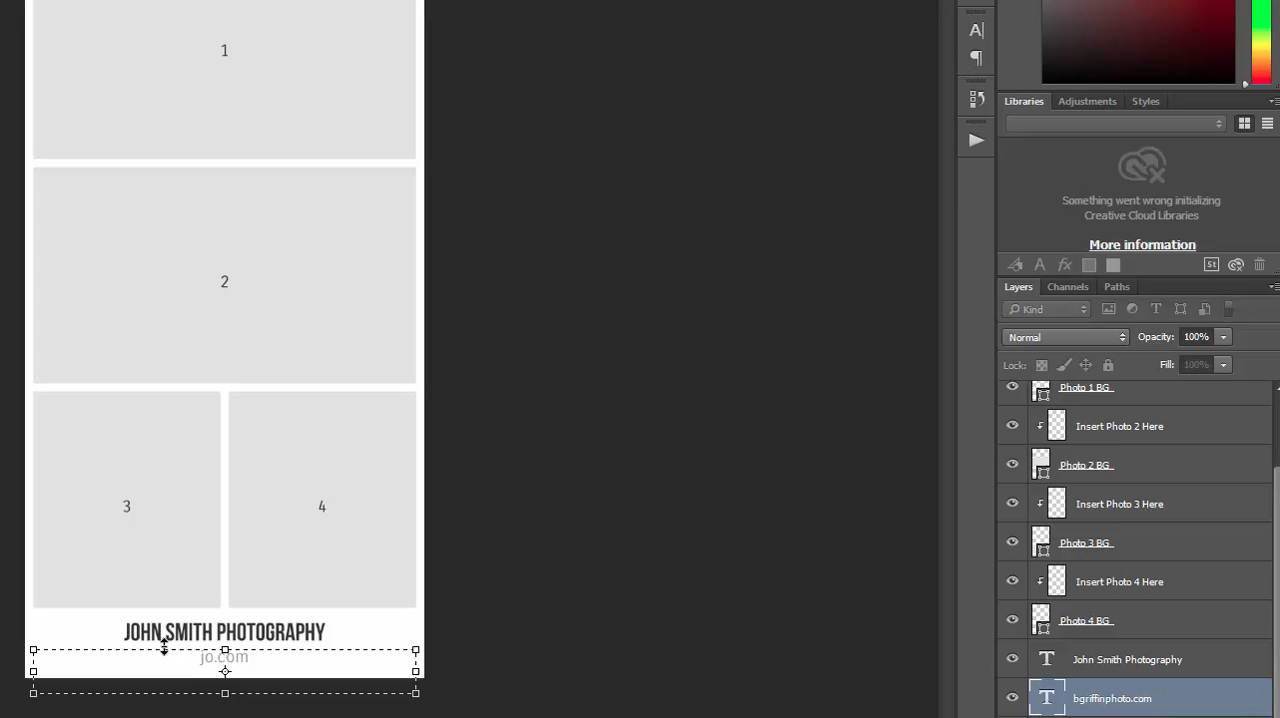 1
2
3
4
JOHN SMITH PHOTOGRAPHY
jo.com
A
Libraries
Adjustments
Styles
Something went wrong initializing
Creative Cloud Libraries
More information
A
fx
St
Layers
Channels
Paths
Kind
T
Normal
Opacity: 100%
Lock:
Fill: 100%
Photo 1 BG
Insert Photo 2 Here
Photo 2 BG
Insert Photo 3 Here
Photo 3 BG
Insert Photo 4 Here
Photo 4 BG
T
John Smith Photography
T
bgriffinphoto.com